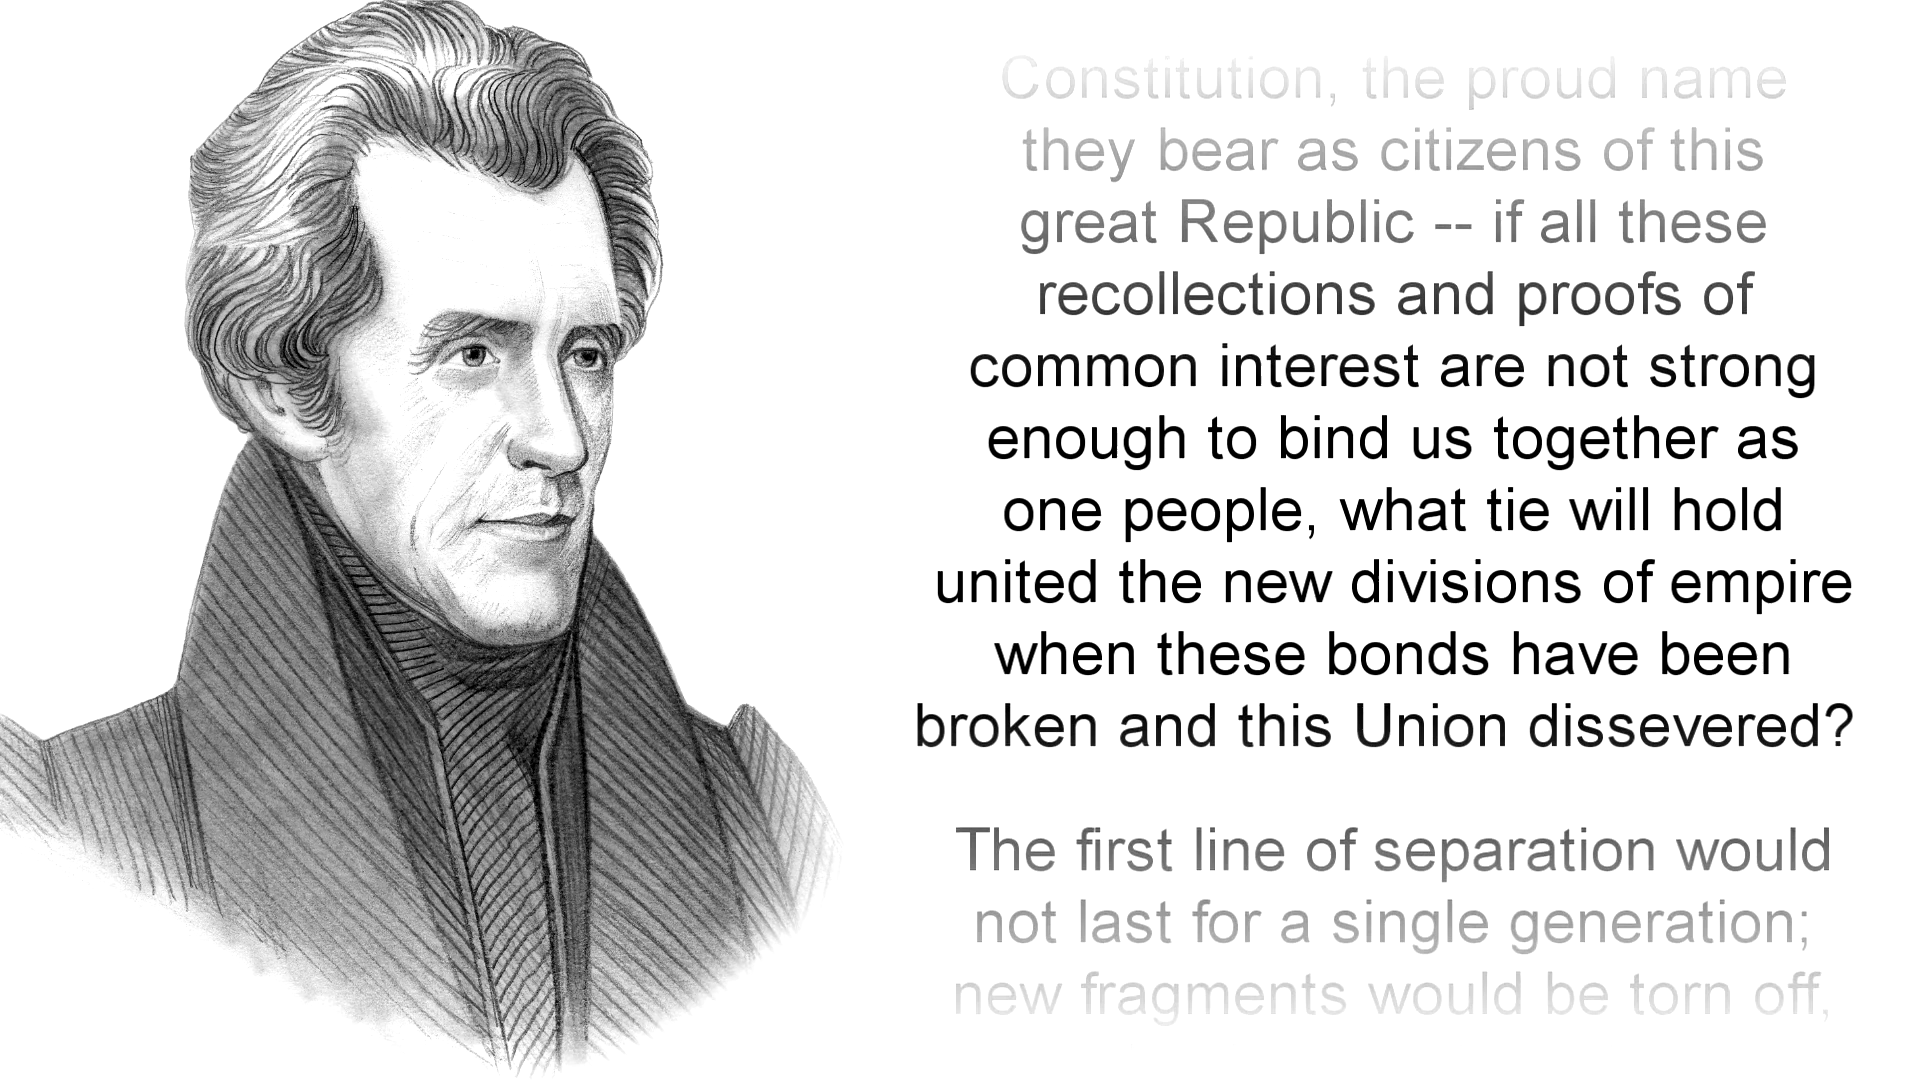 Constitution, the proud name
they bear as citizens of this
great Republic -- if all these
recollections and proofs of
common interest are not strong
enough to bind us together as
one people, what tie will hold
united the new divisions of empire
when these bonds have been
broken and this Union dissevered?
The first line of separation would
not last for a single generation;
new fragments would be torn off,